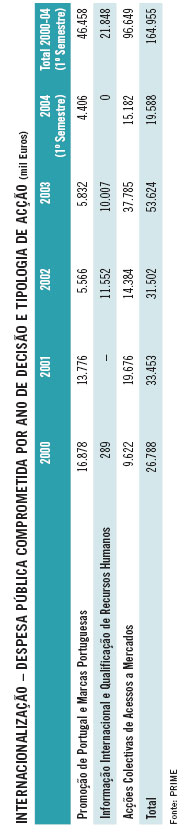 INTERNACIONALIZAÇÃO – DESPESA PÚBLICA COMPROMETIDA POR ANO DE DECISÃO E TIPOLOGIA DE ACÇÃO (mil Euros)
2000 2001 2002 2003 2004 Total 2000-04
(1º Semestre) (1º Semestre)
Promoção de Portugal e Marcas Portuguesas 16.878 13.776 5.566 5.832 4.406 46.458
Informação Internacional e Qualificação de Recursos Humanos 289 – 11.552 10.007 0 21.848
Acções Colectivas de Acessos a Mercados 9.622 19.676 14.384 37.785 15.182 96.649
Total 26.788 33.453 31.502 53.624 19.588 164.955
Fonte: PRIME